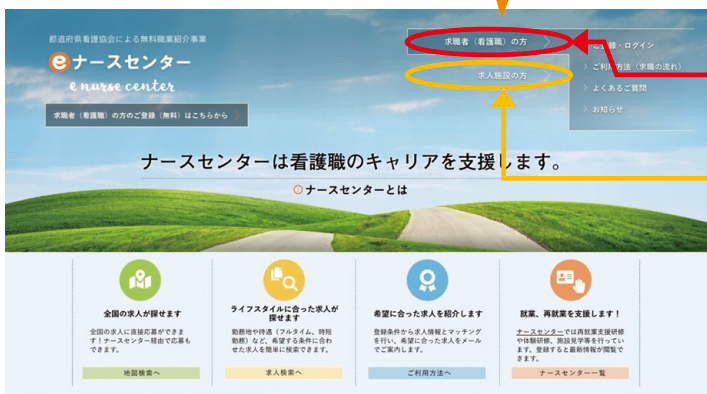 都道府県看護協会による無料職業紹介事業
eナースセンター
e nurse center
求職者（看護職）の方のご登録（無料）はこちらから
求職者（看護職）の方
求人施設の方
ご登録・ログイン
ご利用方法（求職の流れ）
よくあるご質問
お知らせ
ナースセンターは看護職のキャリアを支援します。
ナースセンターとは
全国の求人が探せます
全国の求人に直接応募ができま
す！ナースセンター経由で応募も
できます。
地図検索へ
ライフスタイルに合った求人が
探せます
勤務地や待遇（フルタイム、時短
勤務）など、希望する条件に合わ
せた求人を簡単に検索できます。
求人検索へ
希望に合った求人を紹介します
登録条件から求人情報とマッチング
を行い、希望に合った求人をメール
でご案内します。
ご利用方法へ
就業、再就業を支援します！
ナースセンターでは再就業支援研修
や体験研修、施設見学等を行ってい
ます。登録すると最新情報が閲覧で
きます。
ナースセンター一覧